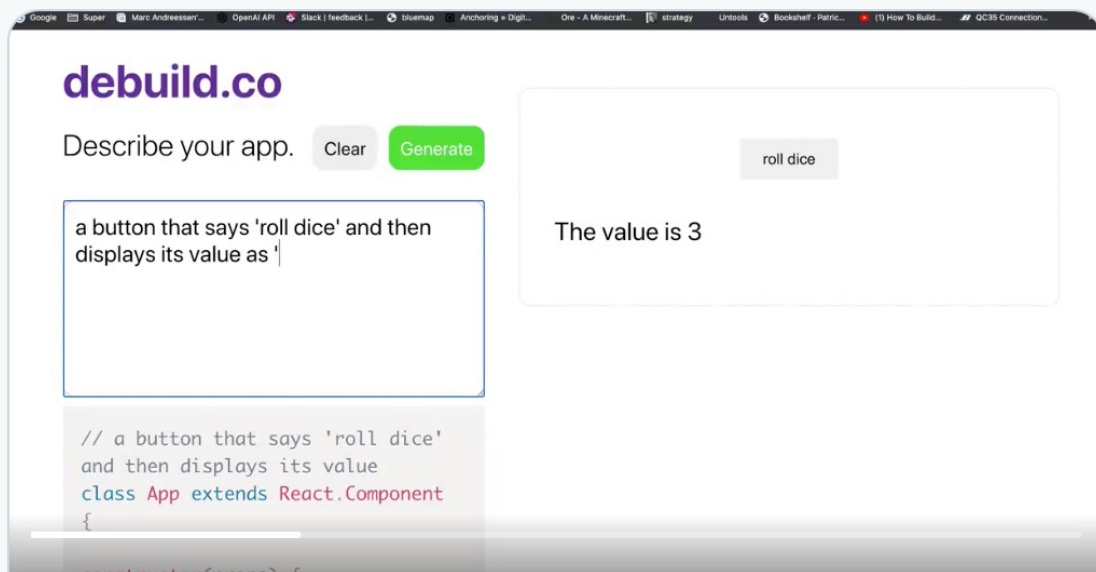 Google Super Marc Andreessen'... OpenAI API Slack | feedback |... bluemap Anchoring » Digit... Ore - A Minecraft... strategy Untools Bookshelf - Patric... (1) How To Build... QC35 Connection...
debuild.co
Describe your app. Clear Generate
a button that says 'roll dice' and then
displays its value as '
// a button that says 'roll dice'
and then displays its value
class App extends React.Component
{
roll dice
The value is 3